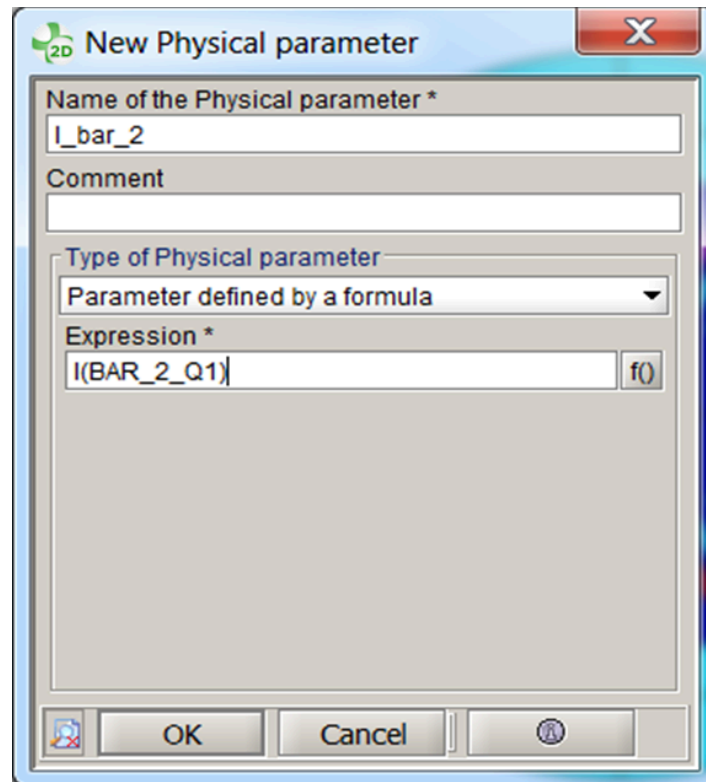 2D New Physical parameter X
Name of the Physical parameter *
I_bar_2
Comment
Type of Physical parameter
Parameter defined by a formula
Expression *
I(BAR_2_Q1) f()
OK Cancel